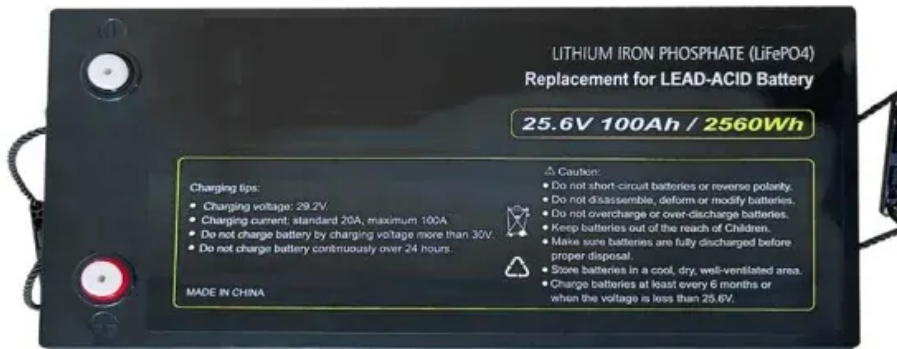 LITHIUM IRON PHOSPHATE (LiFePO4)
Replacement for LEAD-ACID Battery
25.6V 100Ah / 2560Wh
Charging tips:
• Charging voltage: 29.2V.
• Charging current: standard 20A, maximum 100A
• Do not charge battery by charging voltage more than 30V.
• Do not charge battery continuously over 24 hours.
MADE IN CHINA
⚠ Caution:
• Do not short-circuit batteries or reverse polarity.
• Do not disassemble, deform or modify batteries.
• Do not overcharge or over-discharge batteries.
• Keep batteries out of the reach of Children.
• Make sure batteries are fully discharged before
proper disposal.
• Store batteries in a cool, dry, well-ventilated area.
• Charge batteries at least every 6 months or
when the voltage is less than 25.6V.